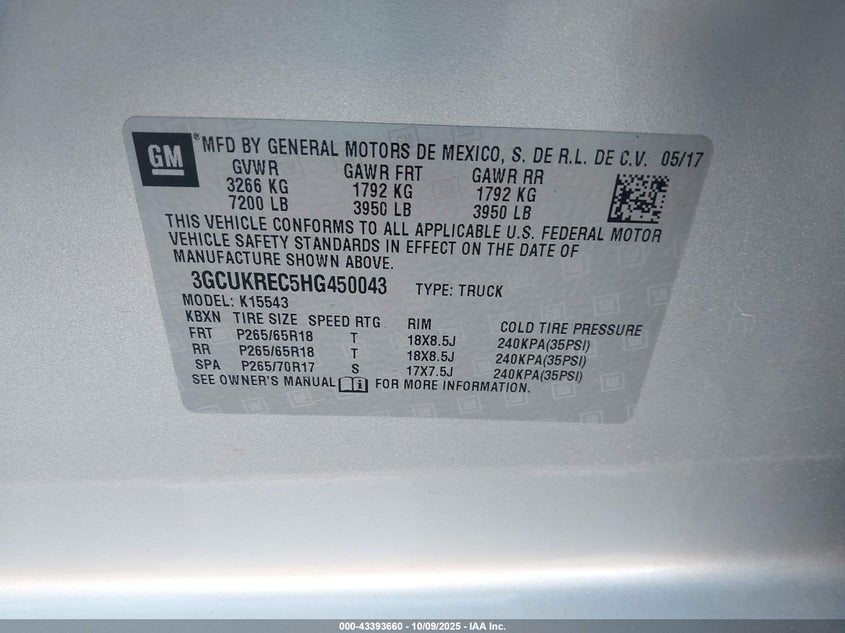 GM
®MFD BY GENERAL MOTORS DE MEXICO, S. DE R.L. DE C.V. 05/17
GVWR GAWR FRT GAWR RR
3266 KG 1792 KG 1792 KG
7200 LB 3950 LB 3950 LB
THIS VEHICLE CONFORMS TO ALL APPLICABLE U.S. FEDERAL MOTOR
VEHICLE SAFETY STANDARDS IN EFFECT ON THE DATE OF
MANUFACTURE SHOWN ABOVE.
3GCUKREC5HG450043 TYPE: TRUCK
MODEL: K15543
KBXN TIRE SIZE SPEED RTG RIM COLD TIRE PRESSURE
FRT P265/65R18 T 18X8.5J 240KPA(35PSI)
RR P265/65R18 T 18X8.5J 240KPA(35PSI)
SPA P265/70R17 S 17X7.5J 240KPA(35PSI)
SEE OWNER'S MANUAL FOR MORE INFORMATION.
000-43393660 - 10/09/2025 - IAA Inc.